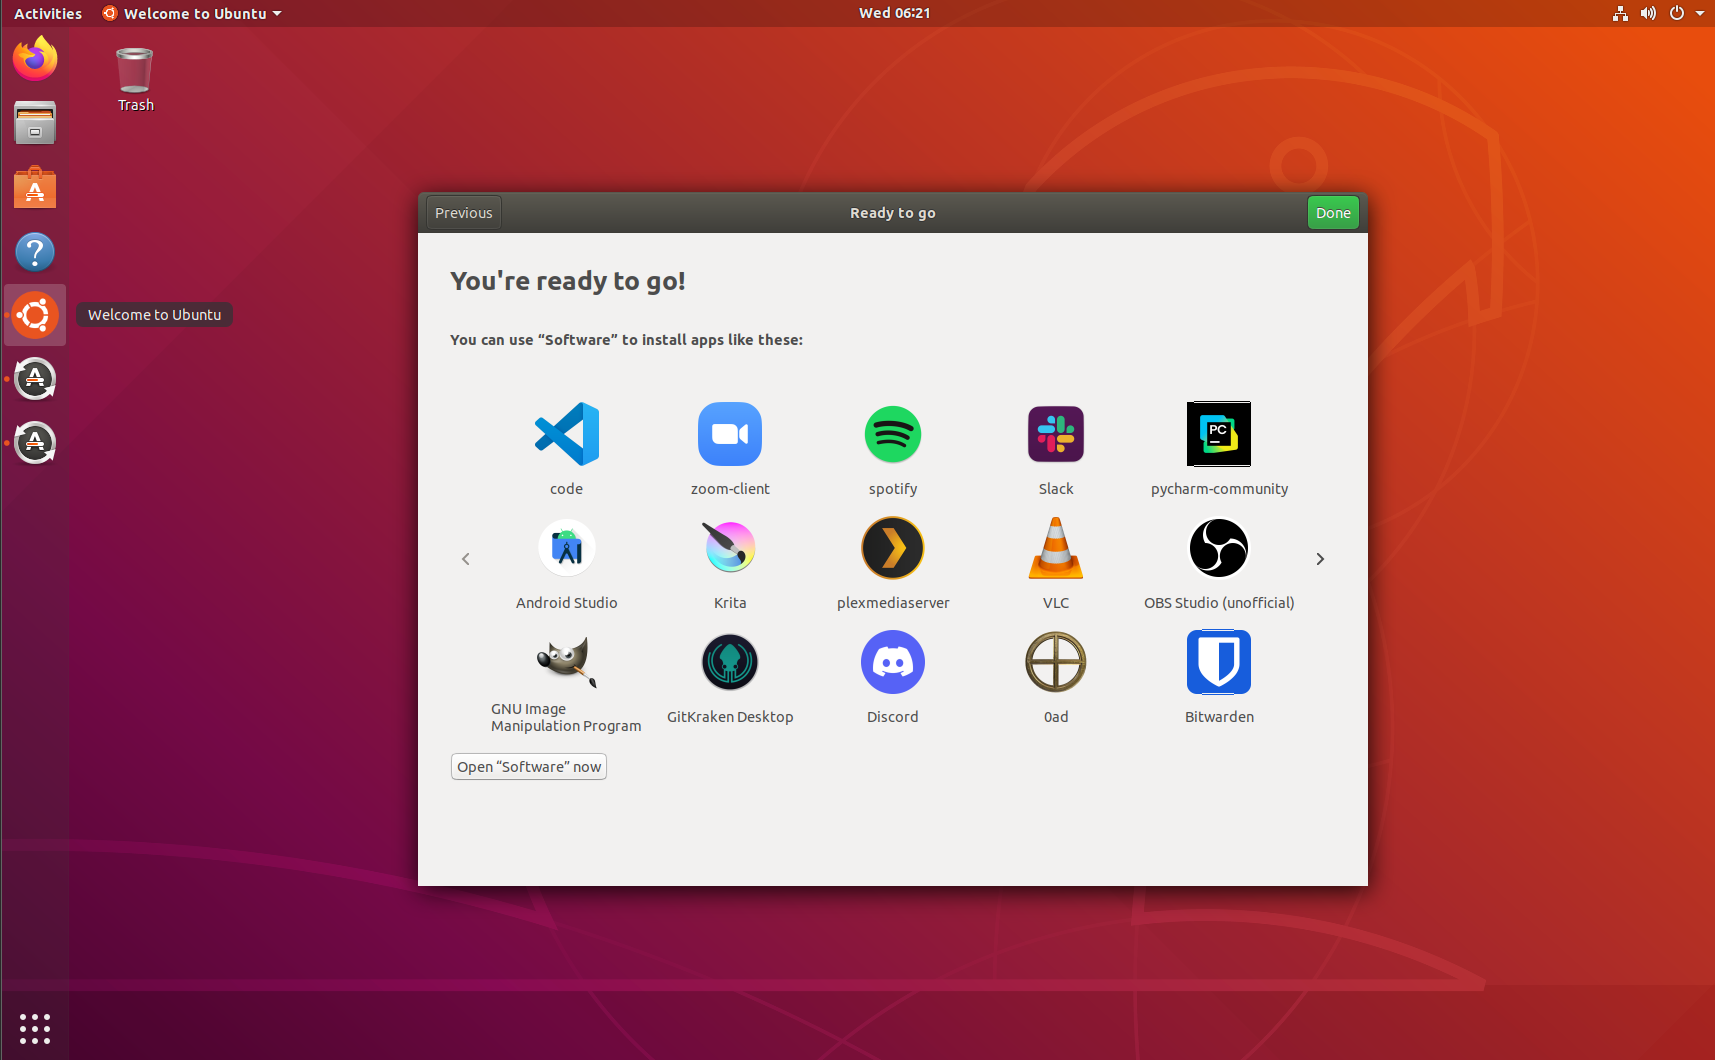 Activities Welcome to Ubuntu Wed 06:21
Trash
Previous Ready to go Done
You're ready to go!
Welcome to Ubuntu
You can use “Software” to install apps like these:
code zoom-client spotify Slack PC pycharm-community
Android Studio Krita plexmediaserver VLC OBS Studio (unofficial)
GNU Image
Manipulation Program GitKraken Desktop Discord 0ad Bitwarden
Open “Software” now